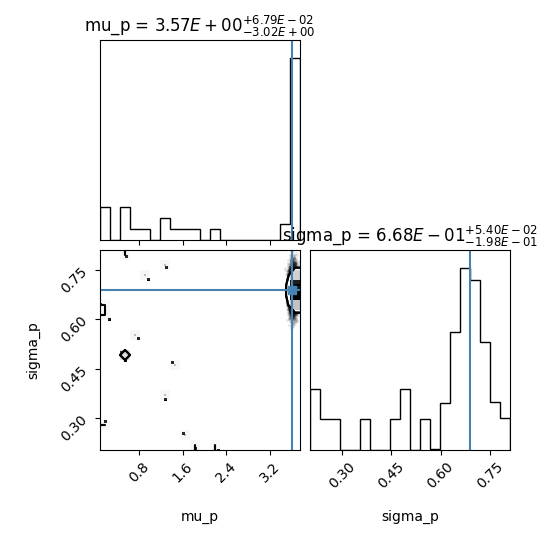 mu_p = 3.57E+00+6.79E−02−3.02E+00
sigma_p = 6.68E−01+5.40E−02−1.98E−01
0.75
0.60
0.45
0.30
sigma_p
0.8 1.6 2.4 3.2
0.30 0.45 0.60 0.75
mu_p
sigma_p